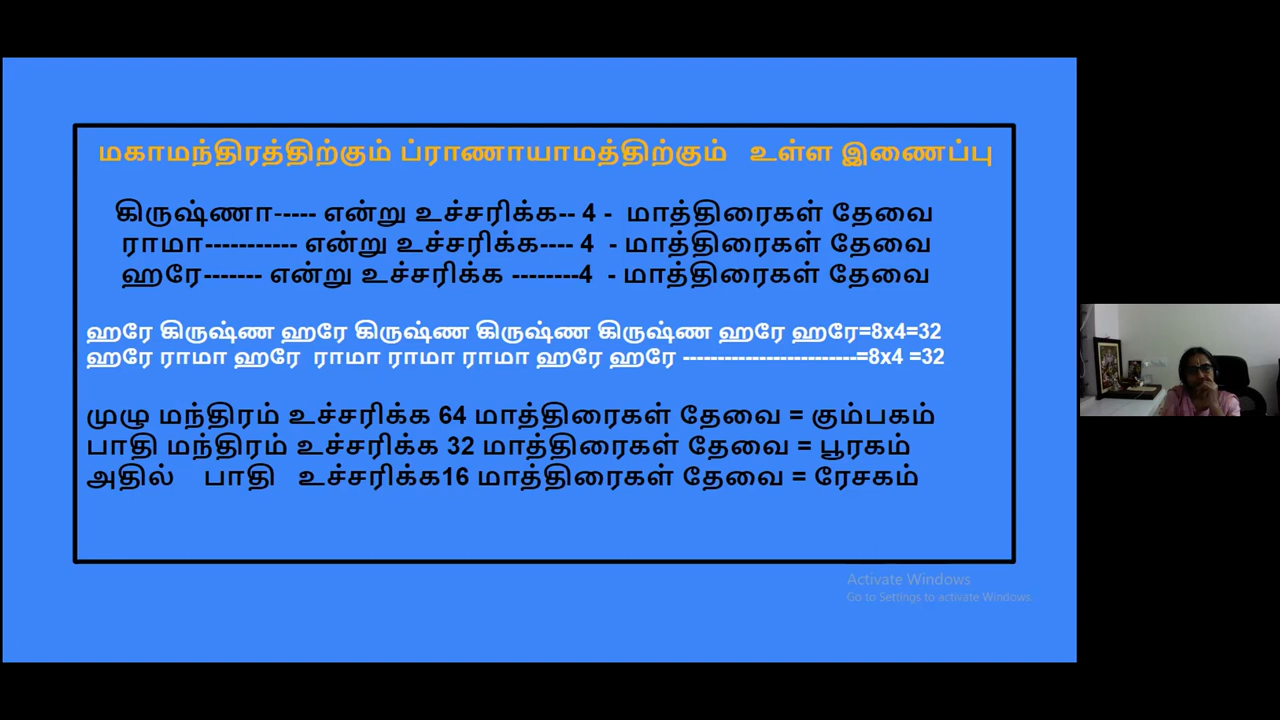 மகாமந்திரத்திற்கும் ப்ராணாயாமத்திற்கும் உள்ள இணைப்பு
கிருஷ்ணா----- என்று உச்சரிக்க-- 4 - மாத்திரைகள் தேவை
ராமா----------- என்று உச்சரிக்க---- 4 - மாத்திரைகள் தேவை
ஹரே------- என்று உச்சரிக்க --------4 - மாத்திரைகள் தேவை
ஹரே கிருஷ்ண ஹரே கிருஷ்ண கிருஷ்ண கிருஷ்ண ஹரே ஹரே=8x4=32
ஹரே ராமா ஹரே ராமா ராமா ராமா ஹரே ஹரே --------------------------=8x4 =32
முழு மந்திரம் உச்சரிக்க 64 மாத்திரைகள் தேவை = கும்பகம்
பாதி மந்திரம் உச்சரிக்க 32 மாத்திரைகள் தேவை = பூரகம்
அதில் பாதி உச்சரிக்க16 மாத்திரைகள் தேவை = ரேசகம்
Activate Windows
Go to Settings to activate Windows.